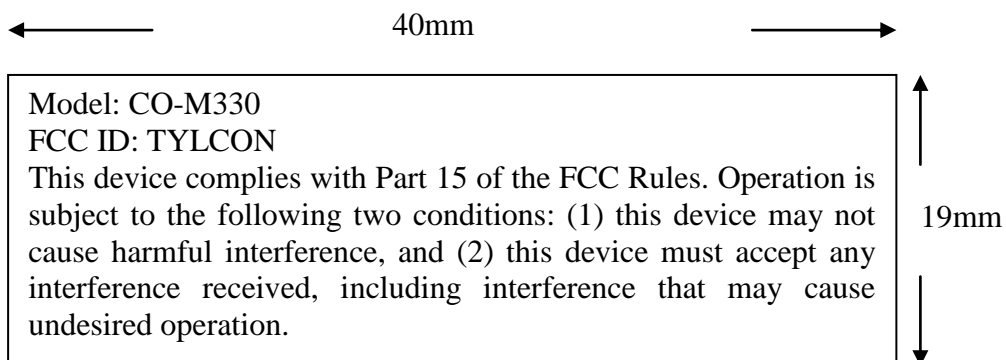 40mm
Model: CO-M330
FCC ID: TYLCON
This device complies with Part 15 of the FCC Rules. Operation is
subject to the following two conditions: (1) this device may not
cause harmful interference, and (2) this device must accept any
interference received, including interference that may cause
undesired operation.
19mm